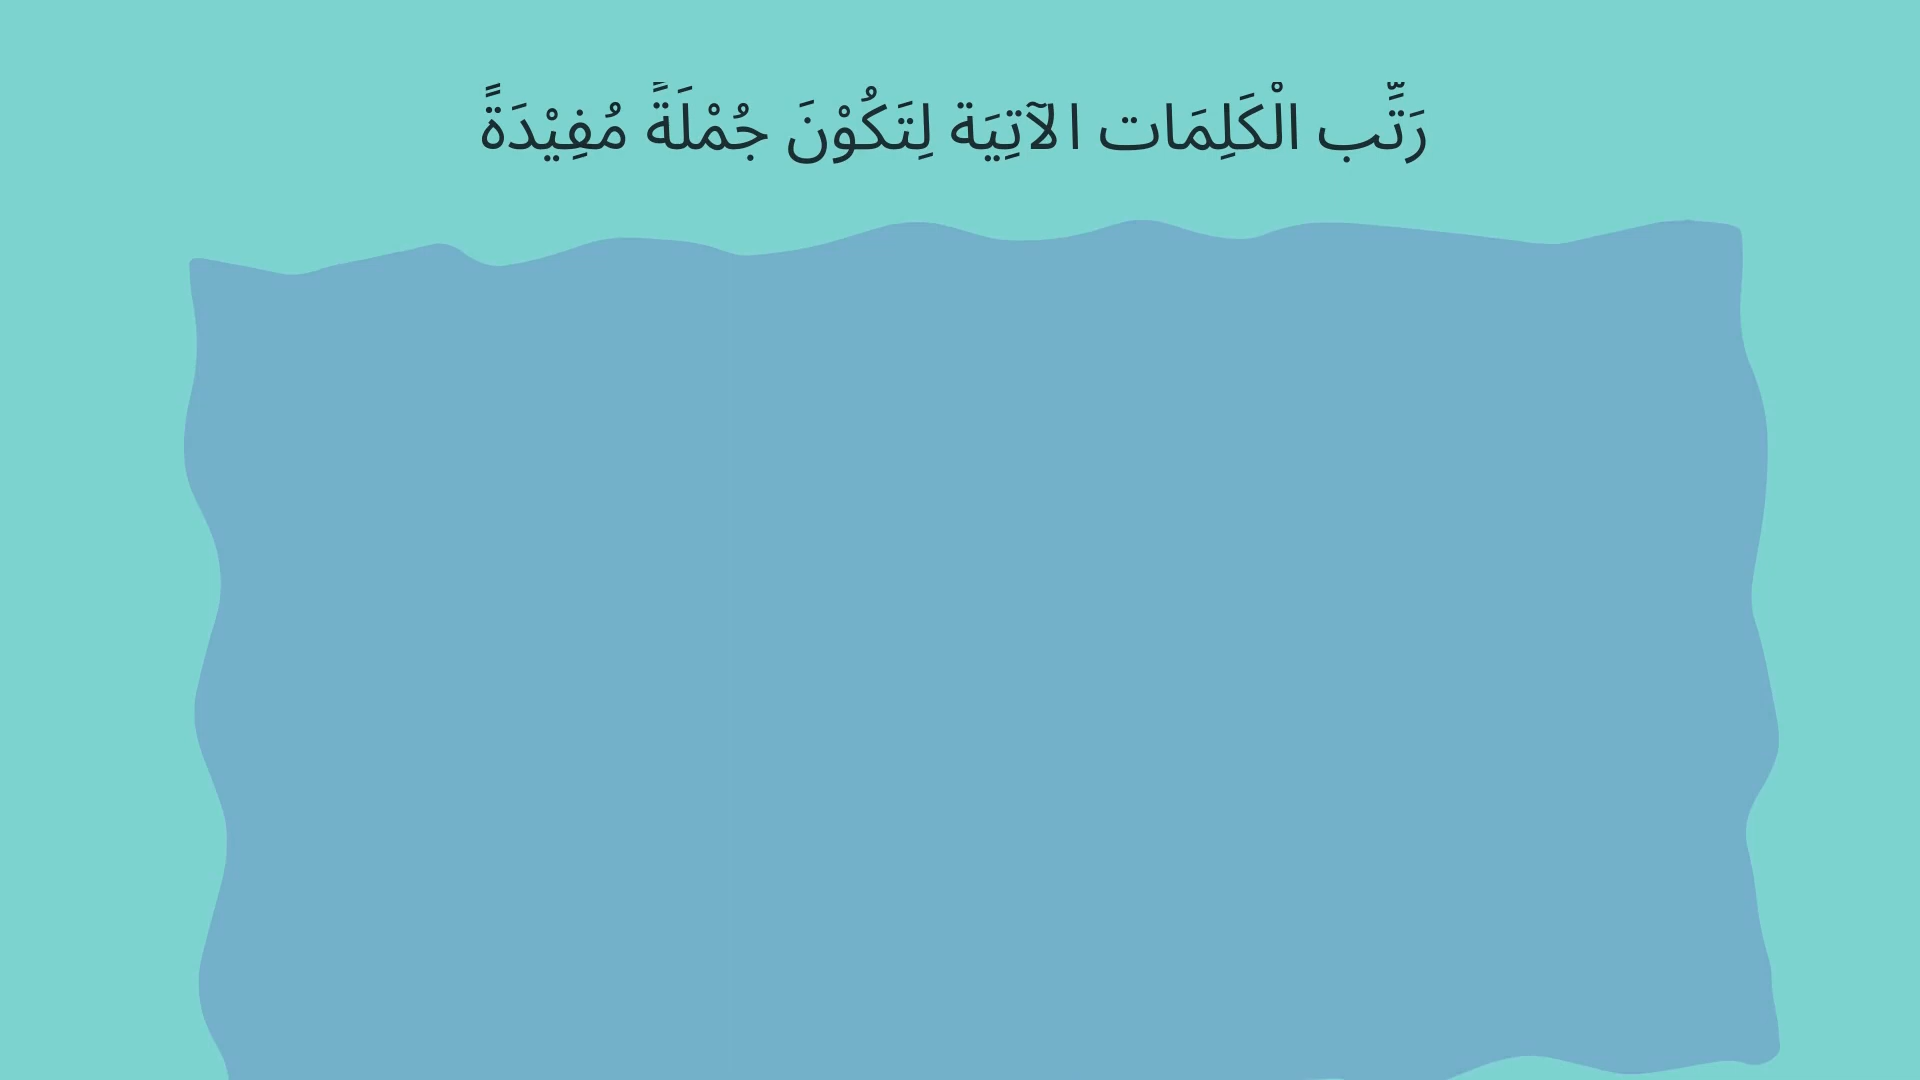 رَتِّب الْكَلِمَات الآتِيَة لِتَكُوْنَ جُمْلَةً مُفِيْدَةً